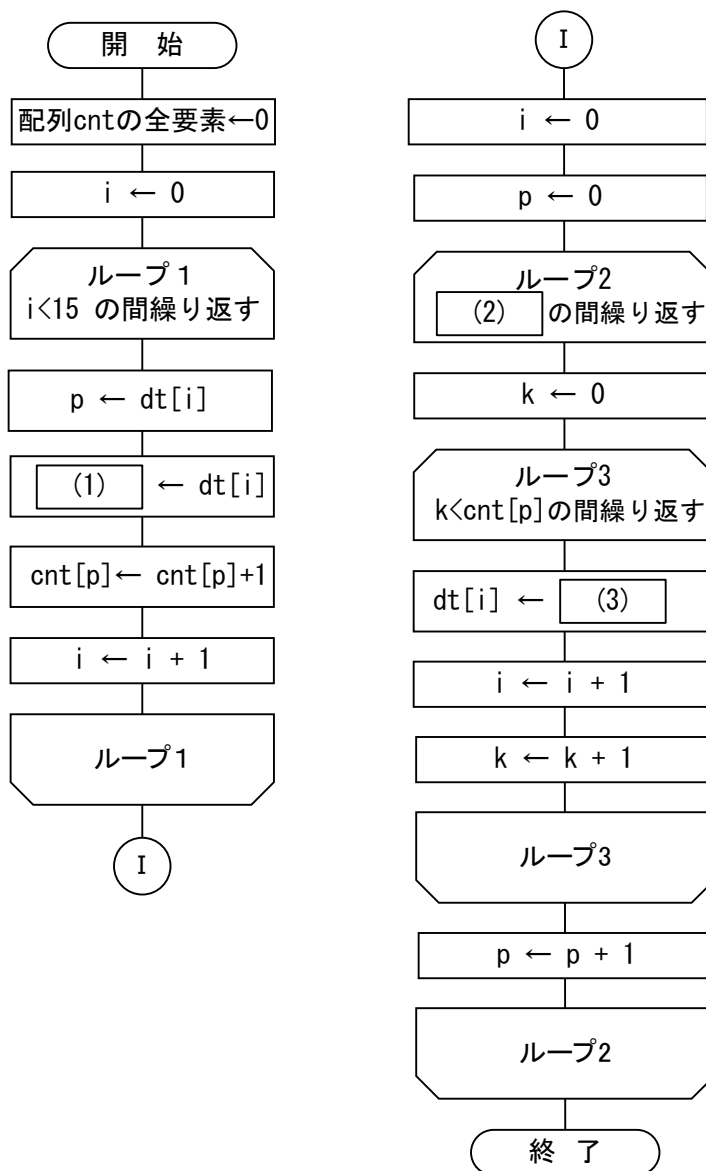 開 始
配列cntの全要素←0
i ← 0
ループ1
i<15 の間繰り返す
p ← dt[i]
(1) ← dt[i]
cnt[p]← cnt[p]+1
i ← i + 1
ループ1
I
I
i ← 0
p ← 0
ループ2
(2) の間繰り返す
k ← 0
ループ3
k<cnt[p]の間繰り返す
dt[i] ← (3)
i ← i + 1
k ← k + 1
ループ3
p ← p + 1
ループ2
終 了